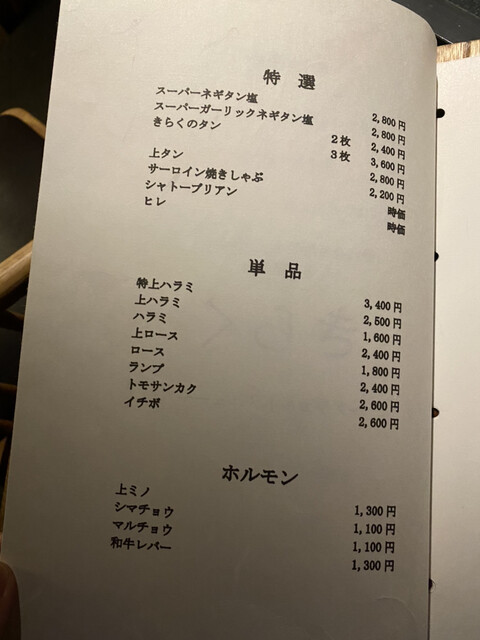 特 選
スーパーネギタン塩 2,800円
スーパーガーリックネギタン塩 2,800円
きらくのタン 2枚 2,400円
3枚 3,600円
上タン 2,800円
サーロイン焼きしゃぶ 2,200円
シャトーブリアン 時価
ヒレ 時価
単 品
特上ハラミ 3,400円
上ハラミ 2,500円
ハラミ 1,600円
上ロース 2,400円
ロース 1,800円
ランプ 2,400円
トモサンカク 2,600円
イチボ 2,600円
ホルモン
上ミノ 1,300円
シマチョウ 1,100円
マルチョウ 1,100円
和牛レバー 1,300円